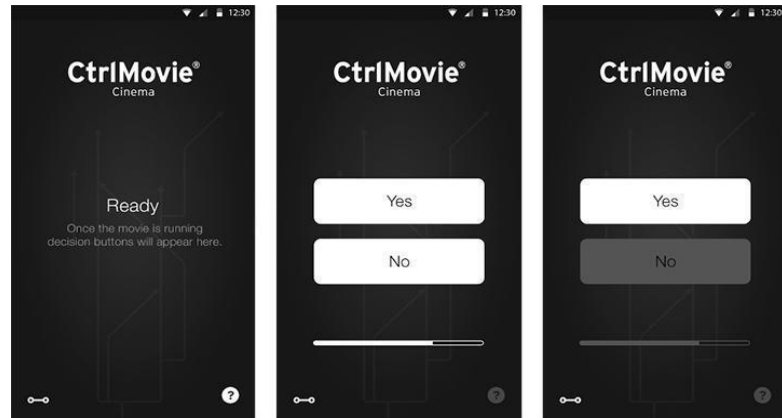 12:30
CtrlMovie®
Cinema
Ready
Once the movie is running
decision buttons will appear here.
?
12:30
CtrlMovie®
Cinema
Yes
No
?
12:30
CtrlMovie®
Cinema
Yes
No
?